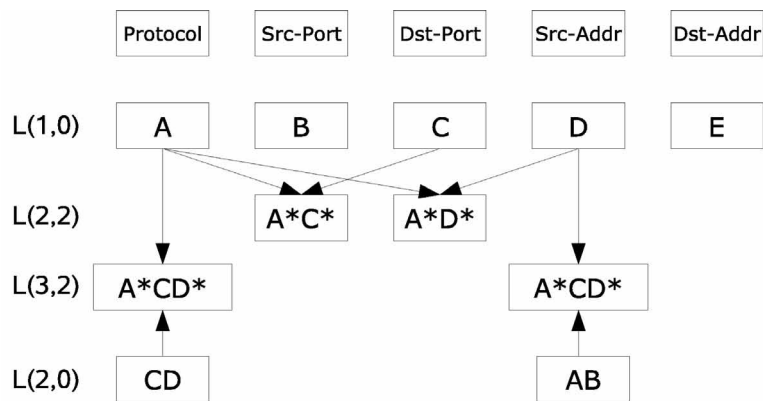 Protocol Src-Port Dst-Port Src-Addr Dst-Addr
L(1,0) A B C D E
L(2,2) A*C* A*D*
L(3,2) A*CD* A*CD*
L(2,0) CD AB